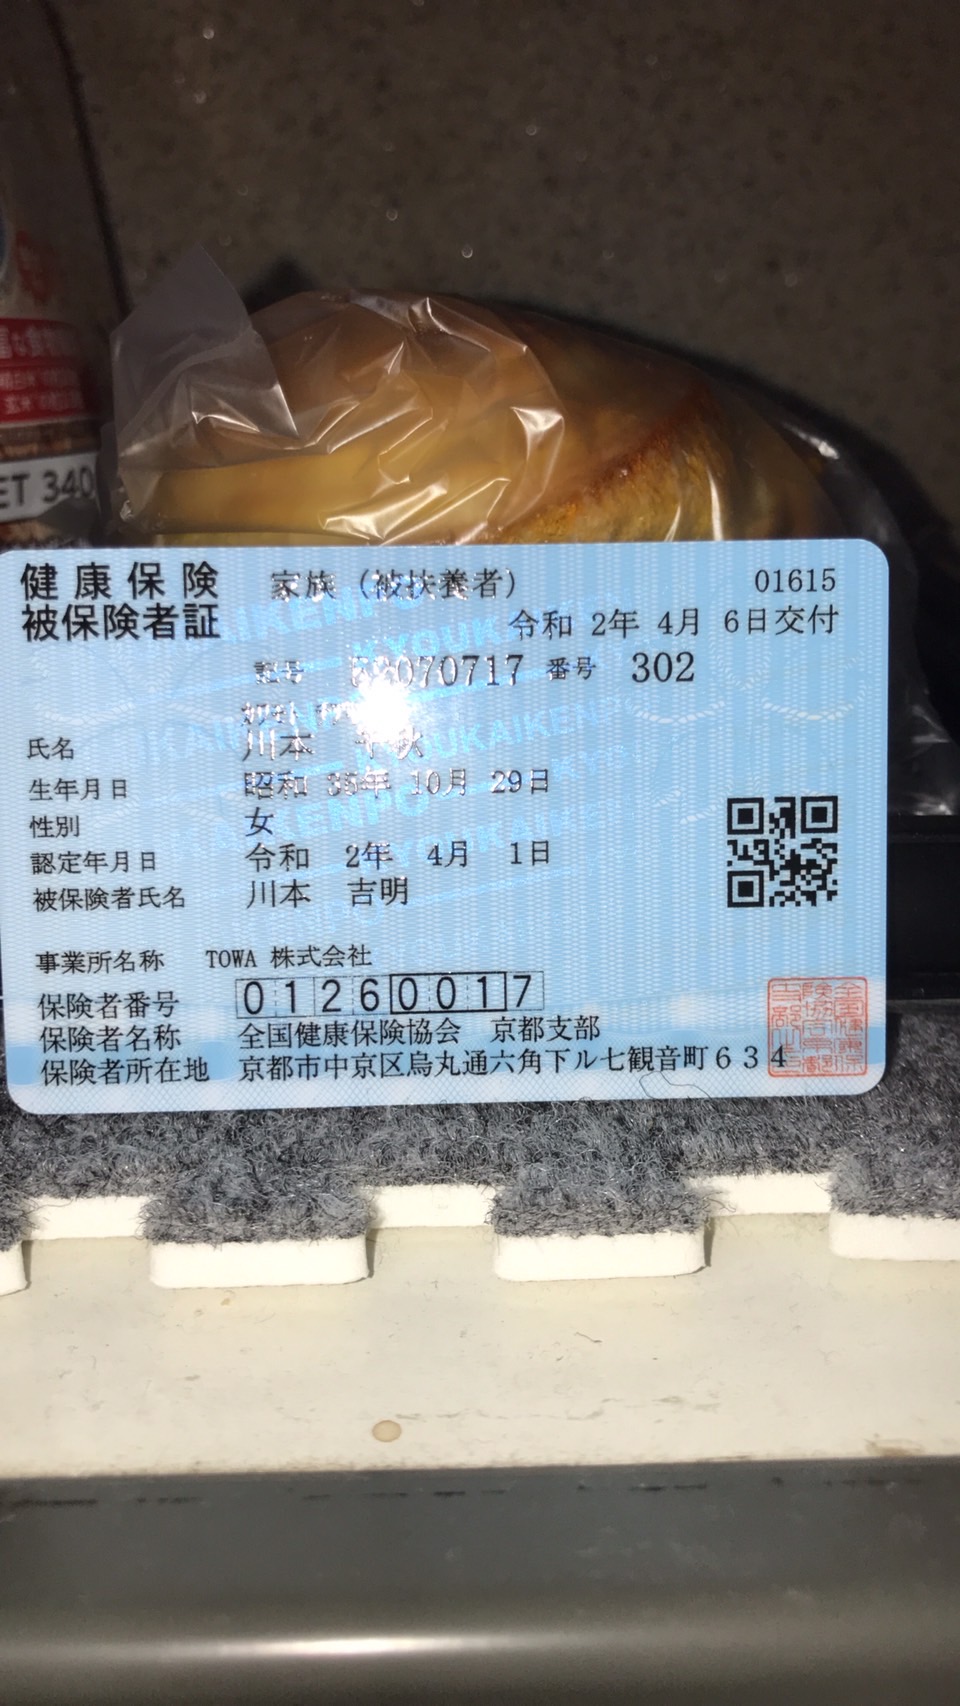 ET 340
健康保険 家族（被扶養者） 01615
被保険者証 令和 2年 4月 6日交付
記号 070717 番号 302
氏名 川本
生年月日 昭和 年 10月 29日
性別 女
認定年月日 令和 2年 4月 1日
被保険者氏名 川本 吉明
事業所名称 TOWA 株式会社
保険者番号 01260017
保険者名称 全国健康保険協会 京都支部
保険者所在地 京都市中京区烏丸通六角下ル七観音町634